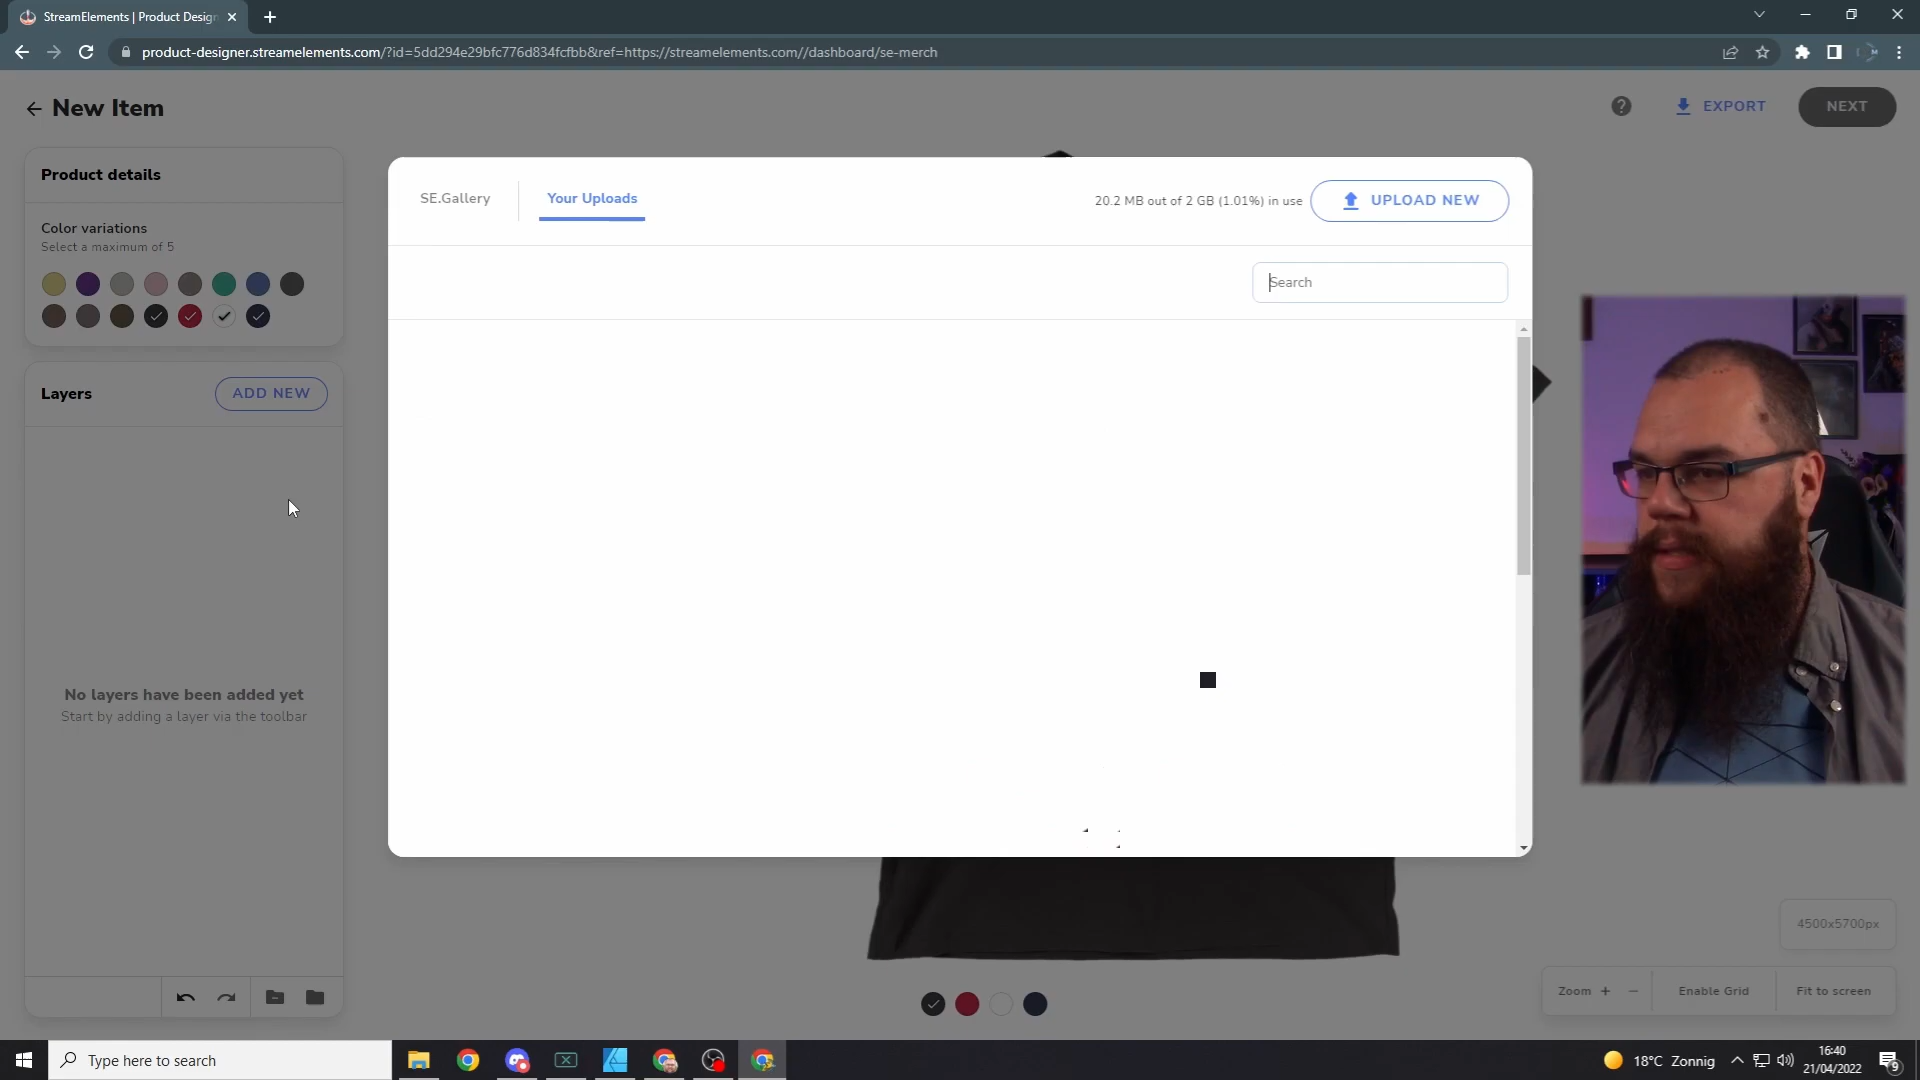 StreamElements | Product Design
product-designer.streamelements.com/?id=5dd294e29bfc776d834fcfbb&ref=https://streamelements.com//dashboard/se-merch
New Item
EXPORT
NEXT
Product details
Color variations
Select a maximum of 5
Layers
ADD NEW
No layers have been added yet
Start by adding a layer via the toolbar
SE.Gallery
Your Uploads
20.2 MB out of 2 GB (1.01%) in use
UPLOAD NEW
Search
4500x5700px
Zoom + −
Enable Grid
Fit to screen
Type here to search
18°C Zonnig
16:40
21/04/2022
9